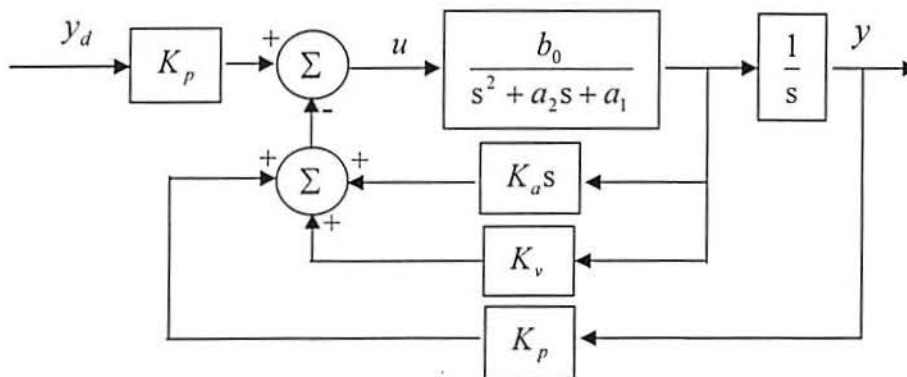 y_d
K_p
+
Σ
-
u
b_0
s^2 + a_2 s + a_1
1
s
y
+
Σ
+
+
K_a s
K_v
K_p